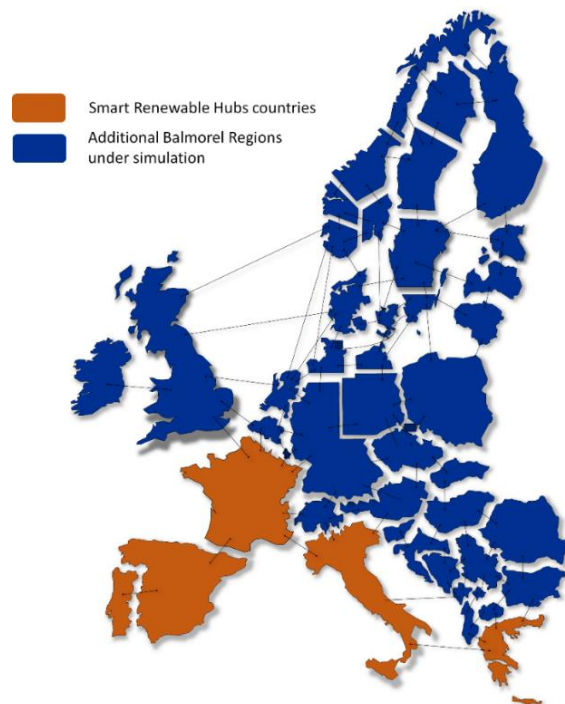 Smart Renewable Hubs countries
Additional Balmorel Regions
under simulation